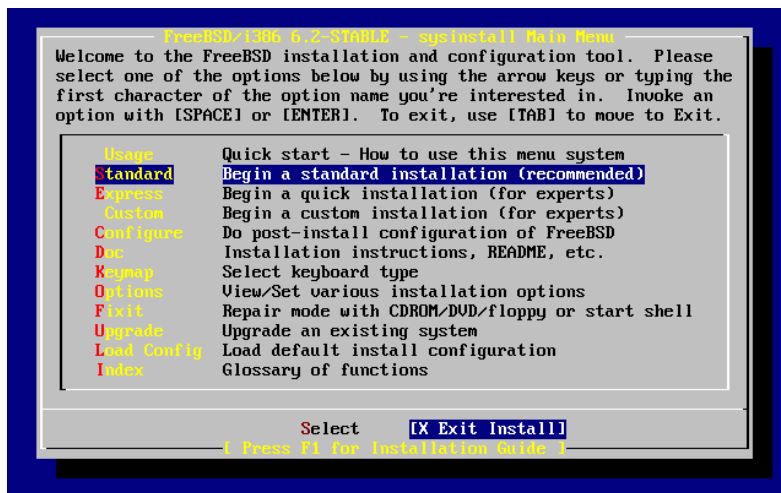 FreeBSD/i386 6.2-STABLE - sysinstall Main Menu
Welcome to the FreeBSD installation and configuration tool.  Please
select one of the options below by using the arrow keys or typing the
first character of the option name you're interested in.  Invoke an
option with [SPACE] or [ENTER].  To exit, use [TAB] to move to Exit.
Usage Quick start - How to use this menu system
Standard Begin a standard installation (recommended)
Express Begin a quick installation (for experts)
Custom Begin a custom installation (for experts)
Configure Do post-install configuration of FreeBSD
Doc Installation instructions, README, etc.
Keymap Select keyboard type
Options View/Set various installation options
Fixit Repair mode with CDROM/DVD/floppy or start shell
Upgrade Upgrade an existing system
Load Config Load default install configuration
Index Glossary of functions
Select [X Exit Install]
[ Press F1 for Installation Guide ]